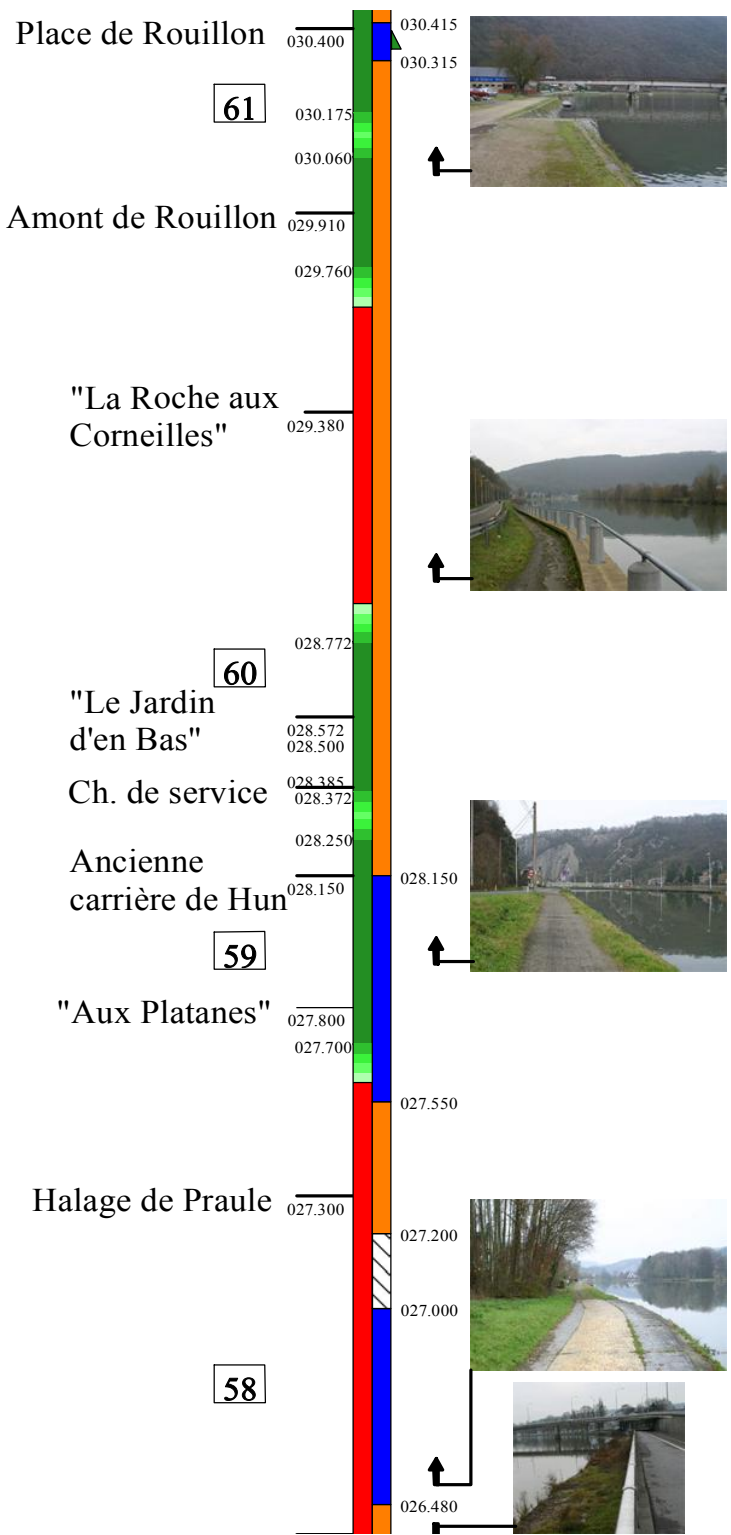 Place de Rouillon
030.400
030.415
030.315
61
030.175
030.060
Amont de Rouillon
029.910
029.760
"La Roche aux
Corneilles"
029.380
028.772
60
"Le Jardin
d'en Bas"
028.572
028.500
028.385
Ch. de service
028.372
028.250
Ancienne
carrière de Hun
028.150
028.150
59
"Aux Platanes"
027.800
027.700
027.550
Halage de Praule
027.300
027.200
027.000
58
026.480